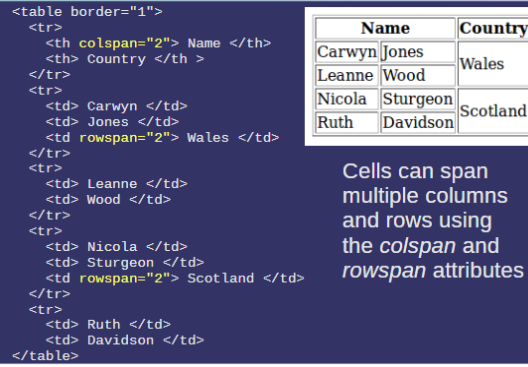 <table border="1">
<tr>
<th colspan="2"> Name </th>
<th> Country </th >
</tr>
<tr>
<td> Carwyn </td>
<td> Jones </td>
<td rowspan="2"> Wales </td>
</tr>
<tr>
<td> Leanne </td>
<td> Wood </td>
</tr>
<tr>
<td> Nicola </td>
<td> Sturgeon </td>
<td rowspan="2"> Scotland </td>
</tr>
<tr>
<td> Ruth </td>
<td> Davidson </td>
</table>
Name Country
Carwyn Jones Wales
Leanne Wood
Nicola Sturgeon Scotland
Ruth Davidson
Cells can span
multiple columns
and rows using
the colspan and
rowspan attributes